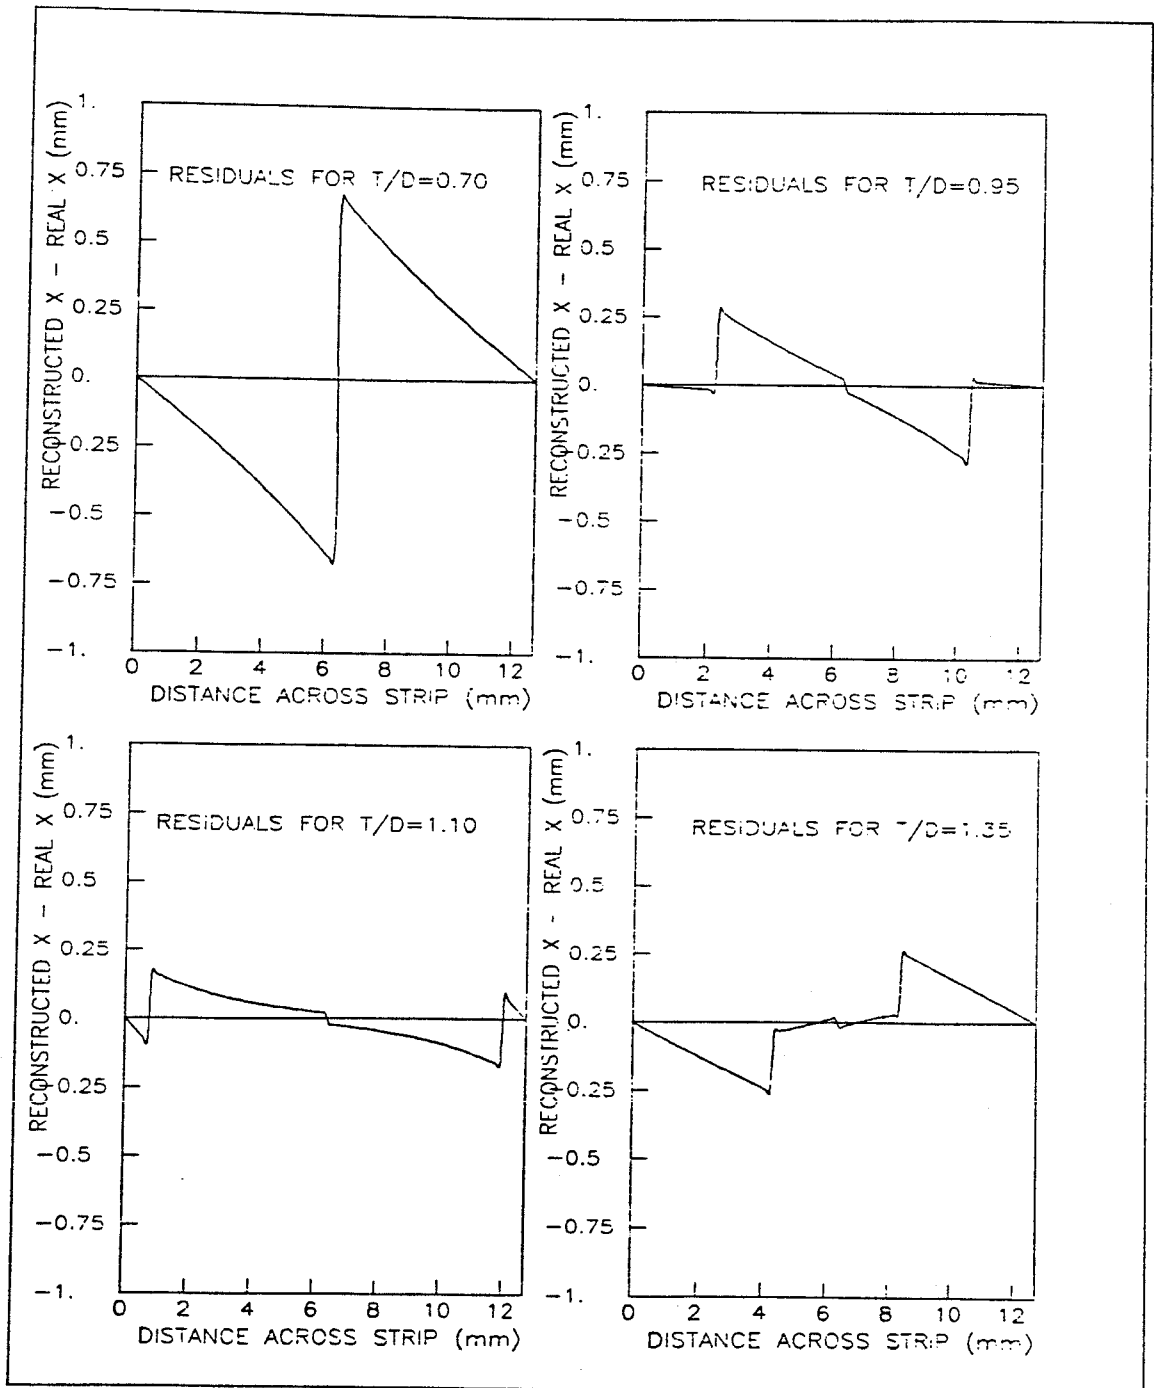 RECONSTRUCTED X − REAL X (mm)
1.
0.75
0.5
0.25
0.
−0.25
−0.5
−0.75
−1.
RESIDUALS FOR T/D=0.70
0 2 4 6 8 10 12
DISTANCE ACROSS STRIP (mm)
RECONSTRUCTED X − REAL X (mm)
1.
0.75
0.5
0.25
0.
−0.25
−0.5
−0.75
−1.
RESIDUALS FOR T/D=0.95
0 2 4 6 8 10 12
DISTANCE ACROSS STRIP (mm)
RECONSTRUCTED X − REAL X (mm)
1.
0.75
0.5
0.25
0.
−0.25
−0.5
−0.75
−1.
RESIDUALS FOR T/D=1.10
0 2 4 6 8 10 12
DISTANCE ACROSS STRIP (mm)
RECONSTRUCTED X − REAL X (mm)
1.
0.75
0.5
0.25
0.
−0.25
−0.5
−0.75
−1.
RESIDUALS FOR T/D=1.35
0 2 4 6 8 10 12
DISTANCE ACROSS STRIP (mm)